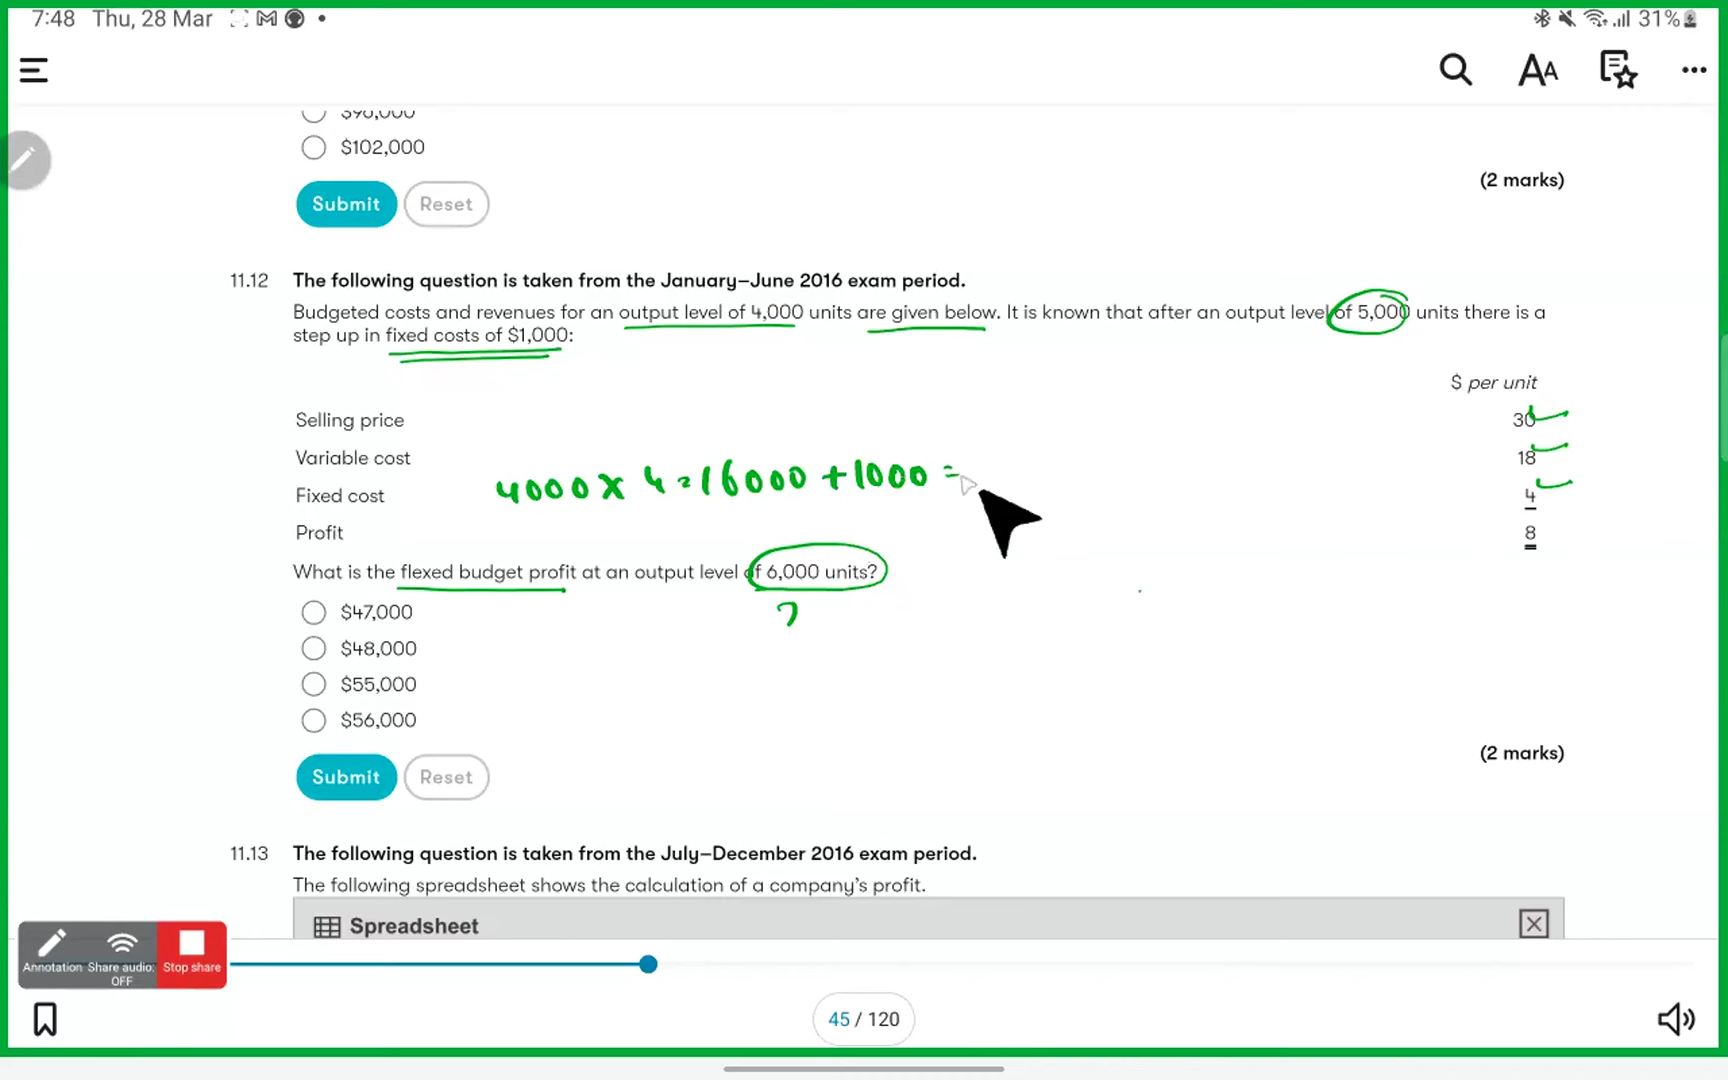 7:48 Thu, 28 Mar
31%
$90,000
$102,000
(2 marks)
Submit Reset
11.12 The following question is taken from the January–June 2016 exam period.
Budgeted costs and revenues for an output level of 4,000 units are given below. It is known that after an output level of 5,000 units there is a
step up in fixed costs of $1,000:
$ per unit
Selling price 30
Variable cost 18
4000 x 4 = 16000 + 1000 =
Fixed cost 4
Profit 8
What is the flexed budget profit at an output level of 6,000 units?
?
$47,000
$48,000
$55,000
$56,000
(2 marks)
Submit Reset
11.13 The following question is taken from the July–December 2016 exam period.
The following spreadsheet shows the calculation of a company's profit.
Spreadsheet
Annotation Share audio: OFF Stop share
45 / 120